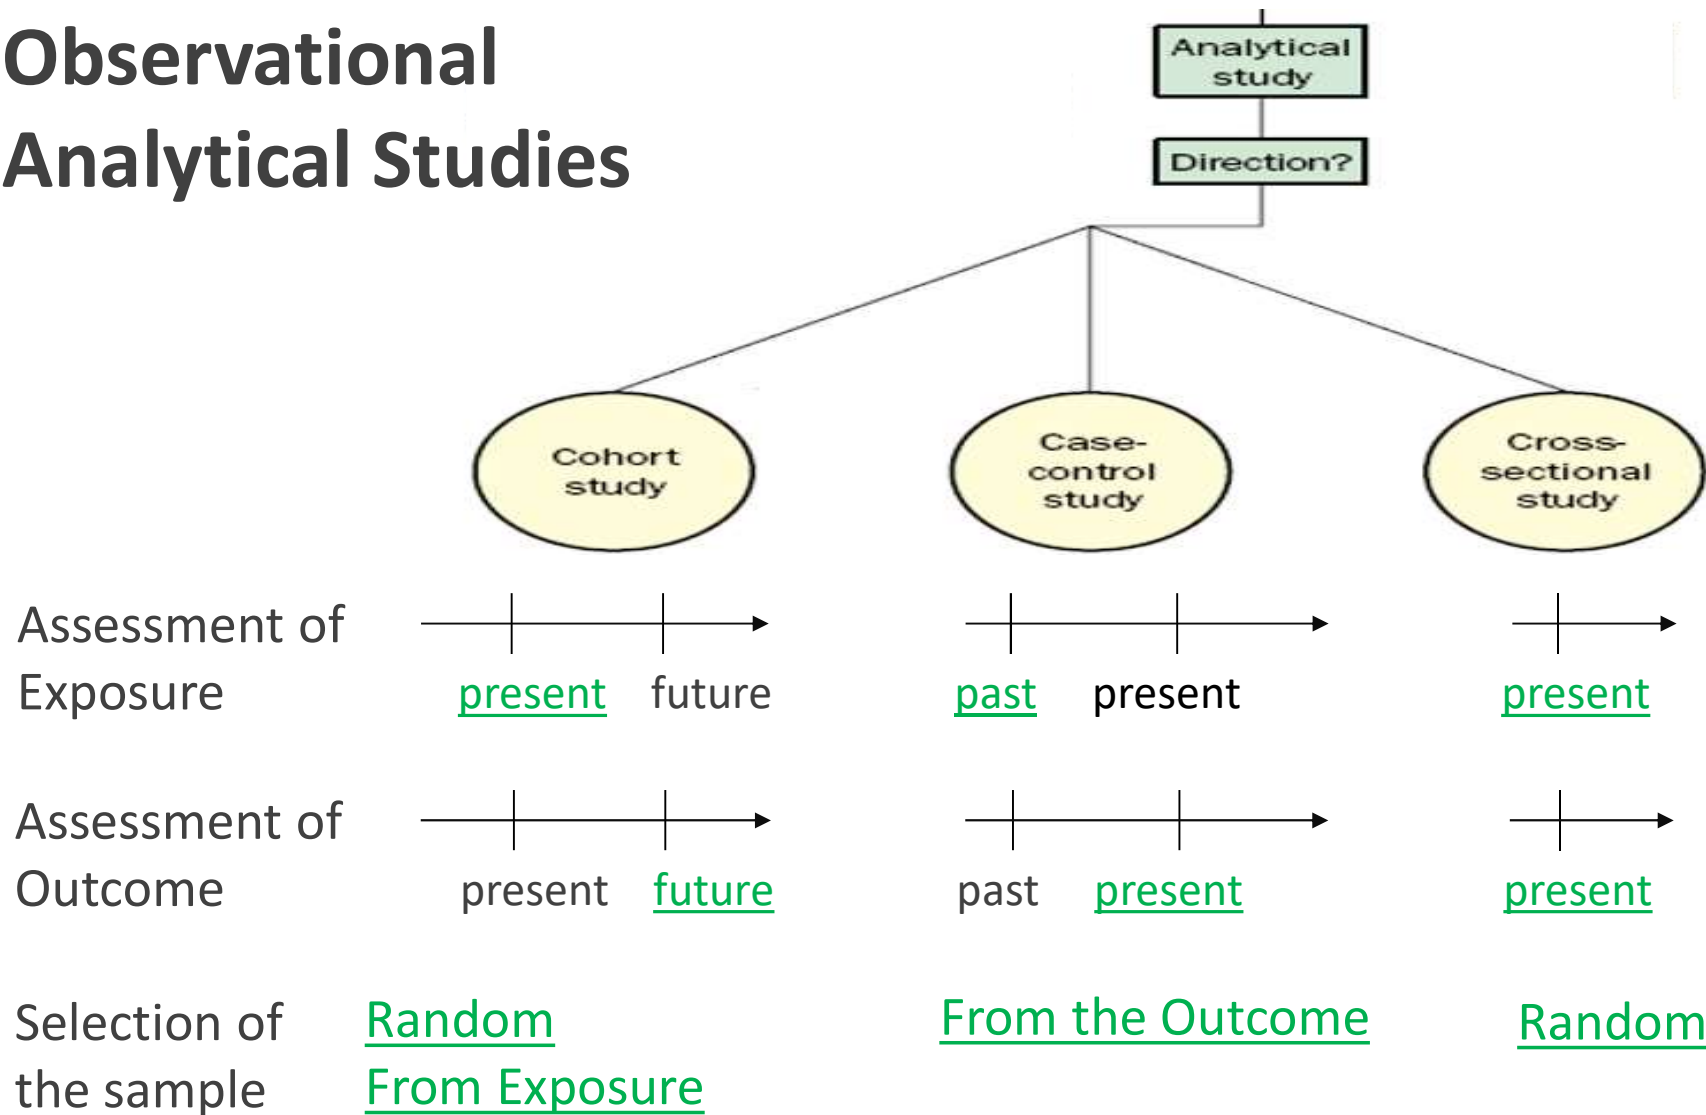 Observational
Analytical Studies
Analytical
study
Direction?
Cohort
study
Case-
control
study
Cross-
sectional
study
Assessment of
Exposure
present future
past present
present
Assessment of
Outcome
present future
past present
present
Selection of
the sample
Random
From Exposure
From the Outcome
Random